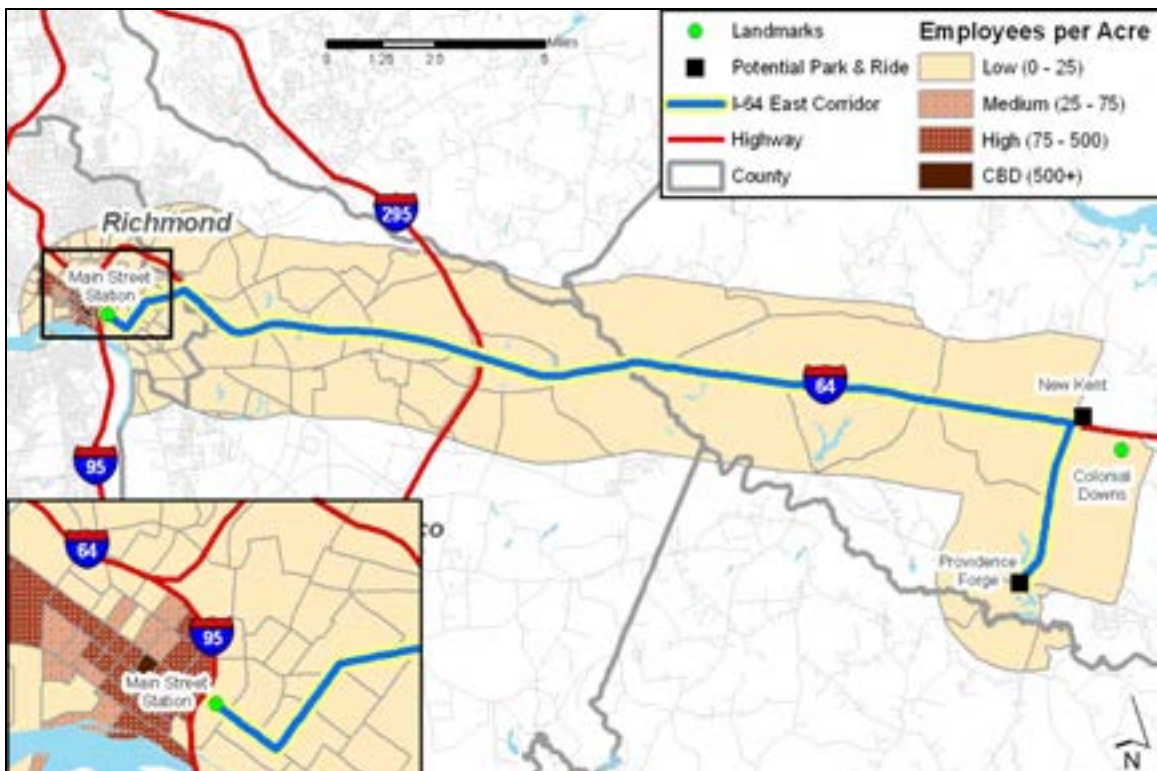 Landmarks
Potential Park & Ride
I-64 East Corridor
Highway
County
Employees per Acre
Low (0 - 25)
Medium (25 - 75)
High (75 - 500)
CBD (500+)
Miles
0
5
Richmond
Main Street
Station
295
64
New Kent
Colonial
Downs
Providence
Forge
95
co
64
95
Main Street
Station
N